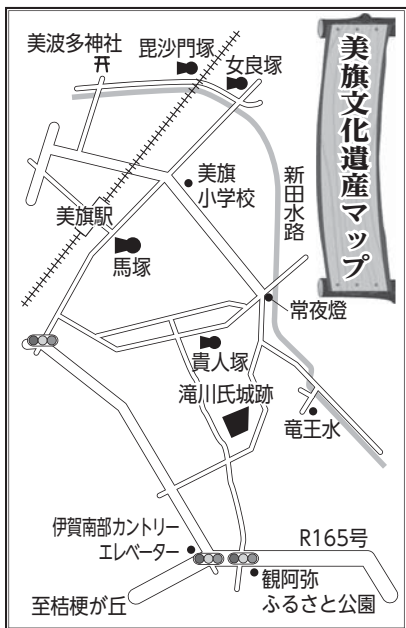 美旗文化遺産マップ
美波多神社
毘沙門塚
女良塚
美旗
小学校
新田水路
美旗駅
馬塚
常夜燈
貴人塚
滝川氏城跡
竜王水
伊賀南部カントリー
エレベーター
R165号
観阿弥
ふるさと公園
至桔梗が丘